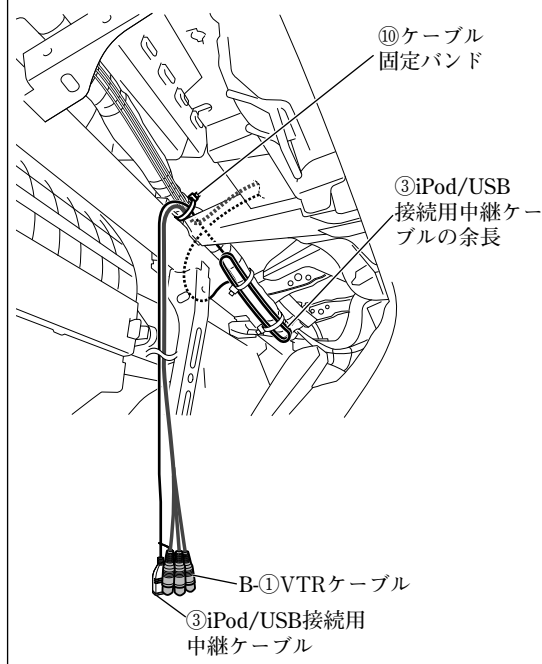 ⑩ケーブル
固定バンド
③iPod/USB
接続用中継ケー
ブルの余長
B-①VTRケーブル
③iPod/USB接続用
中継ケーブル